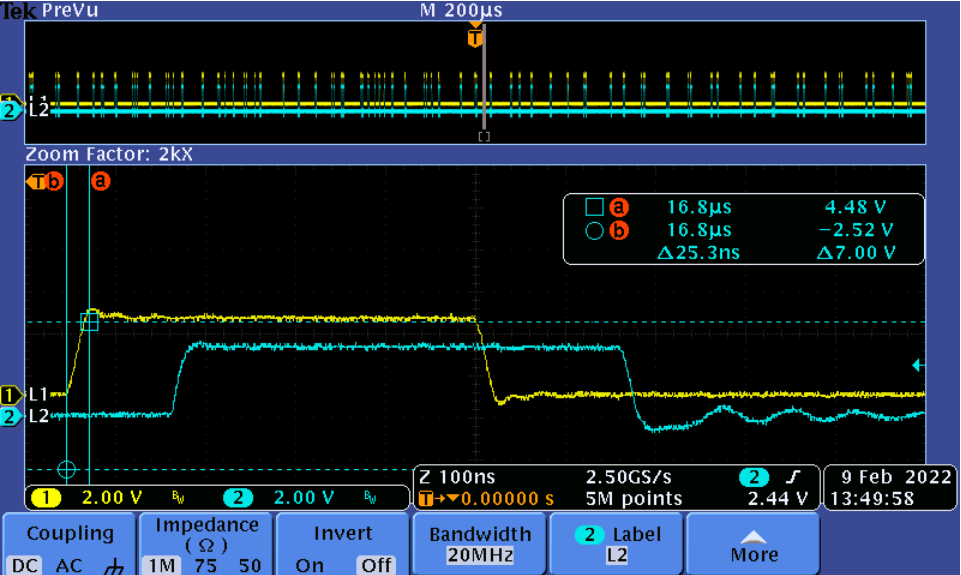 Tek PreVu M 200µs
T
1 L1
2 L2
[ ]
Zoom Factor: 2kX
T b a
a 16.8µs 4.48 V
b 16.8µs −2.52 V
Δ25.3ns Δ7.00 V
1 L1
2 L2
1 2.00 V BW 2 2.00 V BW
Z 100ns 2.50GS/s 2
T→▼0.00000 s 5M points 2.44 V
9 Feb 2022
13:49:58
Coupling
DC AC
Impedance
(Ω)
1M 75 50
Invert
On Off
Bandwidth
20MHz
2 Label
L2
More